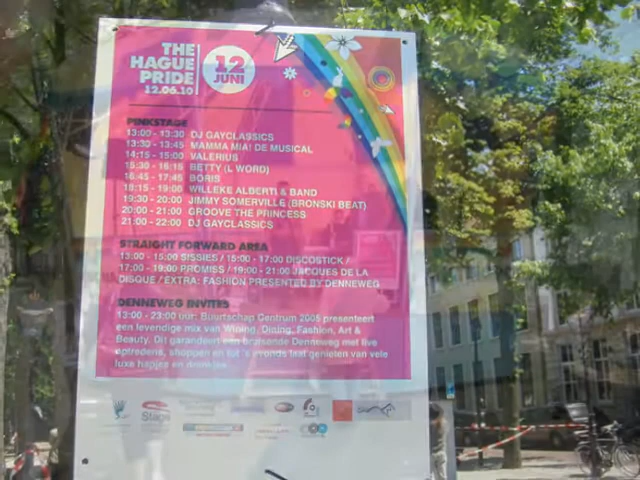 THE
HAGUE
PRIDE
12.06.10
12
JUNI
PINKSTAGE
13:00 - 13:30 DJ GAYCLASSICS
13:30 - 13:45 MAMMA MIA! DE MUSICAL
14:15 - 15:00 VALERIUS
15:30 - 16:15 BETTY (L WORD)
16:45 - 17:45 BORIS
18:15 - 19:00 WILLEKE ALBERTI & BAND
19:30 - 20:00 JIMMY SOMERVILLE (BRONSKI BEAT)
20:00 - 21:00 GROOVE THE PRINCESS
21:00 - 22:00 DJ GAYCLASSICS
STRAIGHT FORWARD AREA
13:00 - 15:00 SISSIES / 15:00 - 17:00 DISCOSTICK /
17:00 - 19:00 PROMISS / 19:00 - 21:00 JACQUES DE LA
DISQUE / EXTRA: FASHION PRESENTED BY DENNEWEG
DENNEWEG INVITES
13:00 - 23:00 uur: Buurtschap Centrum 2005 presenteert
een levendige mix van Wining, Dining, Fashion, Art &
Beauty. Dit garandeert een bruisende Denneweg met live
optredens, shoppen en tot 's avonds laat genieten van vele
luxe hapjes en
Stage